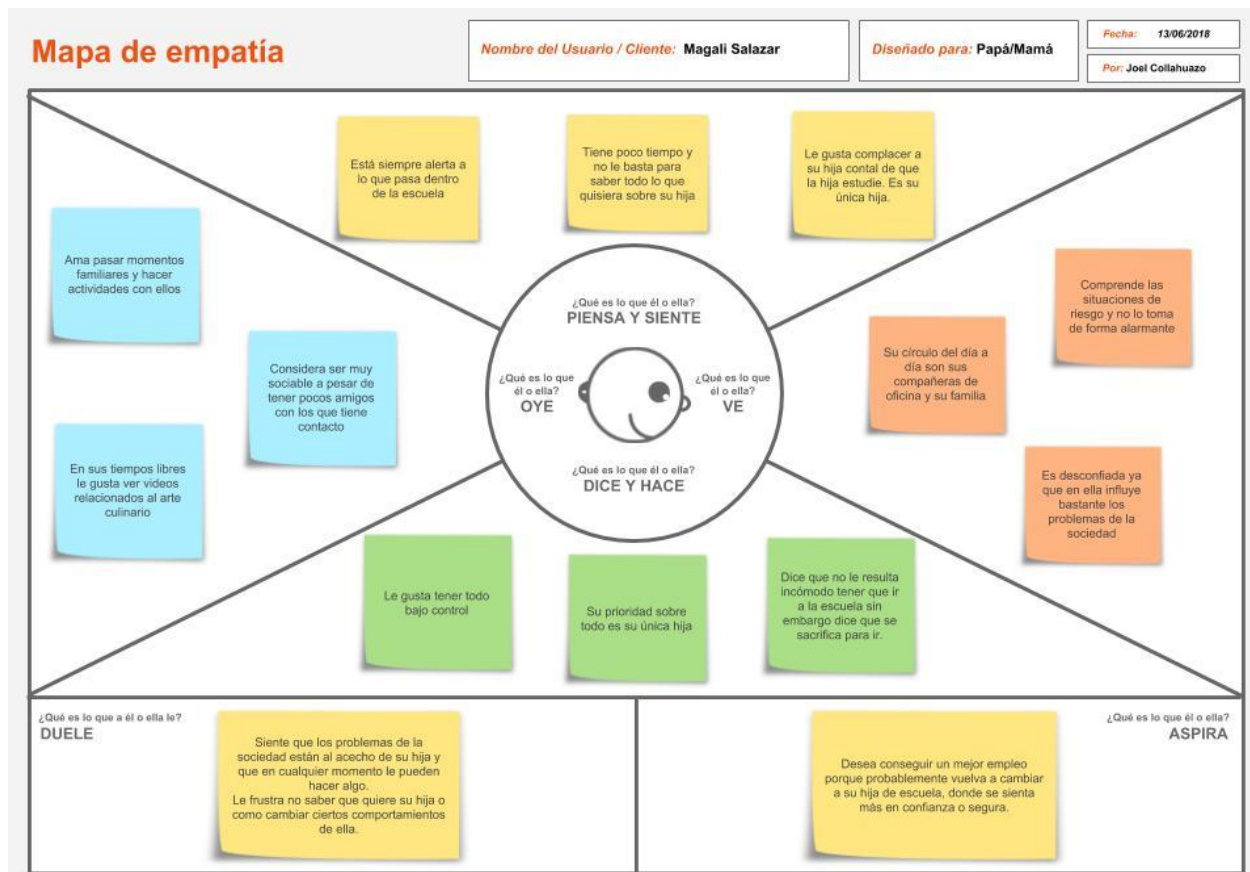 Mapa de empatía
Nombre del Usuario / Cliente: Magali Salazar
Diseñado para: Papá/Mamá
Fecha: 13/06/2018
Por: Joel Collahuazo
Está siempre alerta a
lo que pasa dentro
de la escuela
Tiene poco tiempo y
no le basta para
saber todo lo que
quisiera sobre su hija
Le gusta complacer a
su hija contal de que
la hija estudie. Es su
única hija.
Ama pasar momentos
familiares y hacer
actividades con ellos
Considera ser muy
sociable a pesar de
tener pocos amigos
con los que tiene
contacto
En sus tiempos libres
le gusta ver videos
relacionados al arte
culinario
¿Qué es lo que él o ella?
PIENSA Y SIENTE
¿Qué es lo que
él o ella?
OYE
¿Qué es lo que
él o ella?
VE
¿Qué es lo que él o ella?
DICE Y HACE
Comprende las
situaciones de
riesgo y no lo toma
de forma alarmante
Su círculo del día a
día son sus
compañeras de
oficina y su familia
Es desconfiada ya
que en ella influye
bastante los
problemas de la
sociedad
Le gusta tener todo
bajo control
Su prioridad sobre
todo es su única hija
Dice que no le resulta
incómodo tener que ir
a la escuela sin
embargo dice que se
sacrifica para ir.
¿Qué es lo que a él o ella le?
DUELE
Siente que los problemas de la
sociedad están al acecho de su hija y
que en cualquier momento le pueden
hacer algo.
Le frustra no saber que quiere su hija o
como cambiar ciertos comportamientos
de ella.
¿Qué es lo que él o ella?
ASPIRA
Desea conseguir un mejor empleo
porque probablemente vuelva a cambiar
a su hija de escuela, donde se sienta
más en confianza o segura.